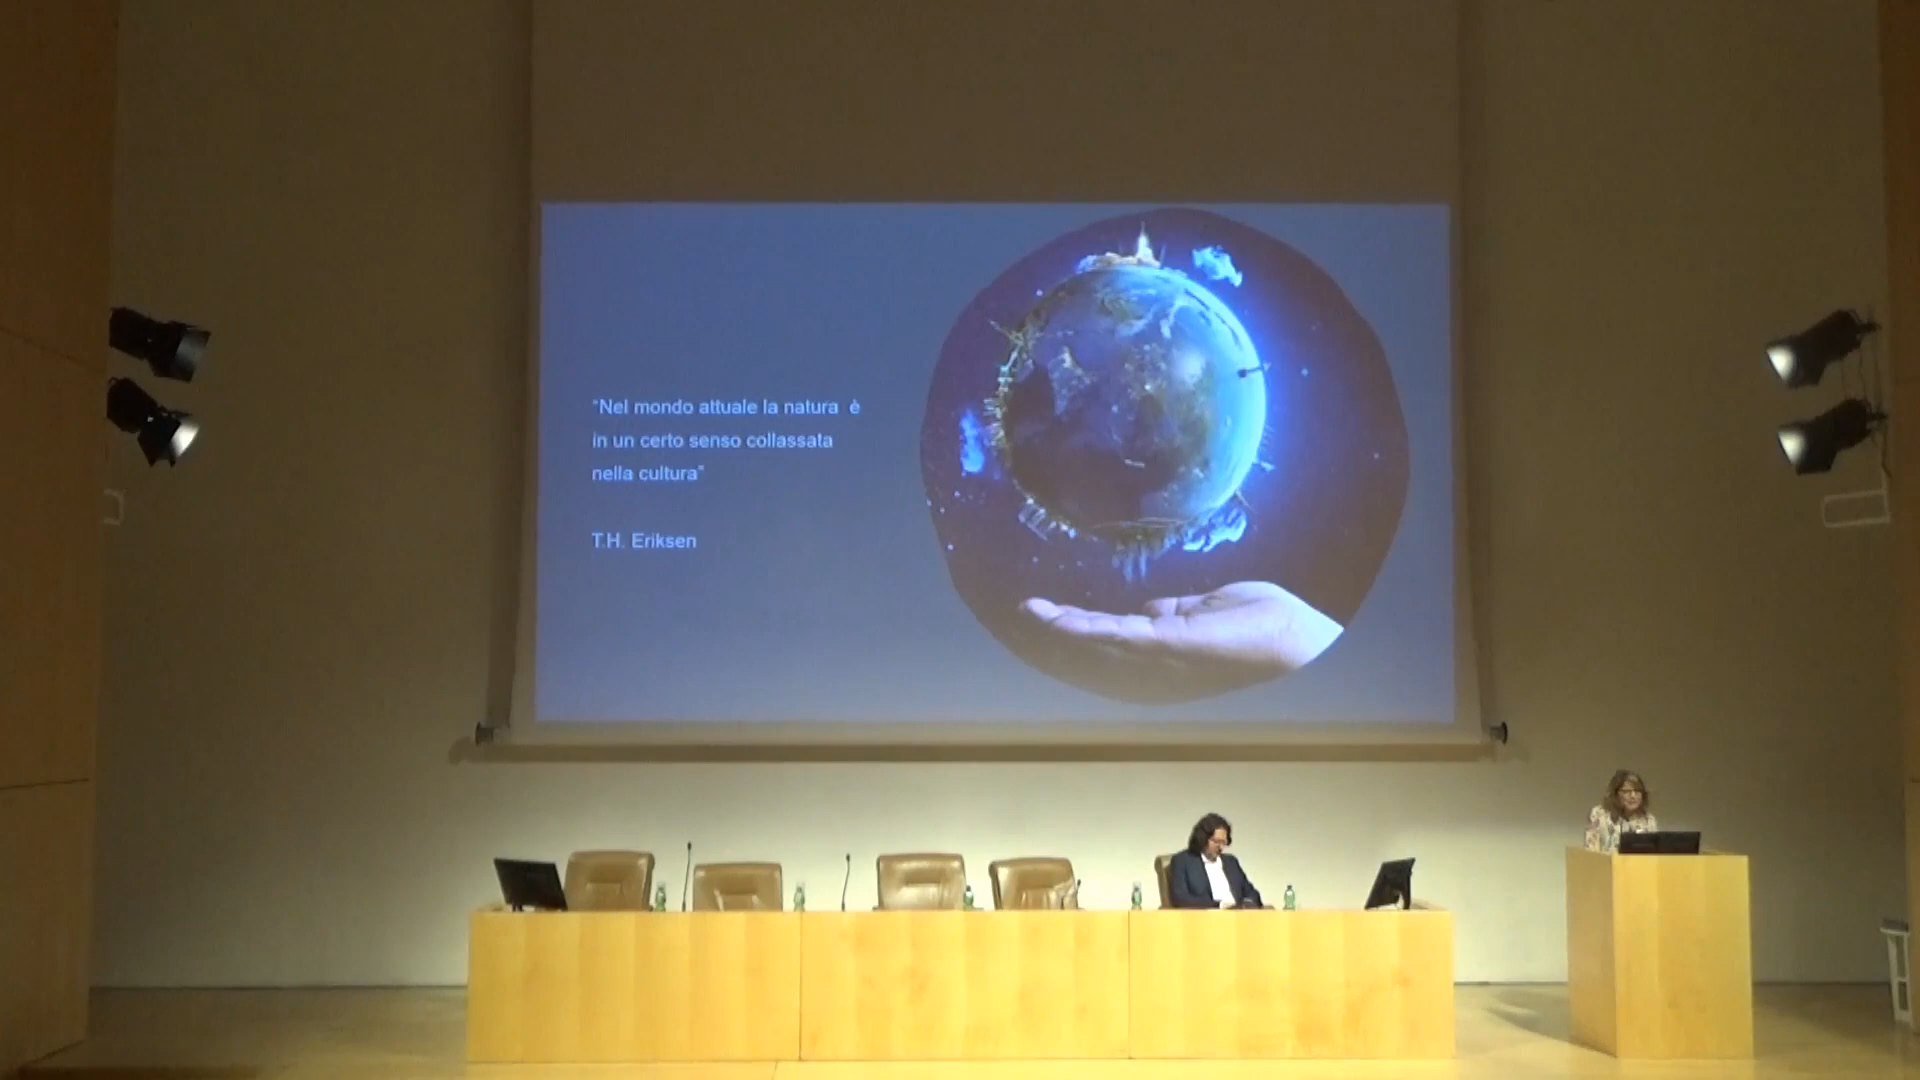 "Nel mondo attuale la natura è
in un certo senso collassata
nella cultura"
T.H. Eriksen